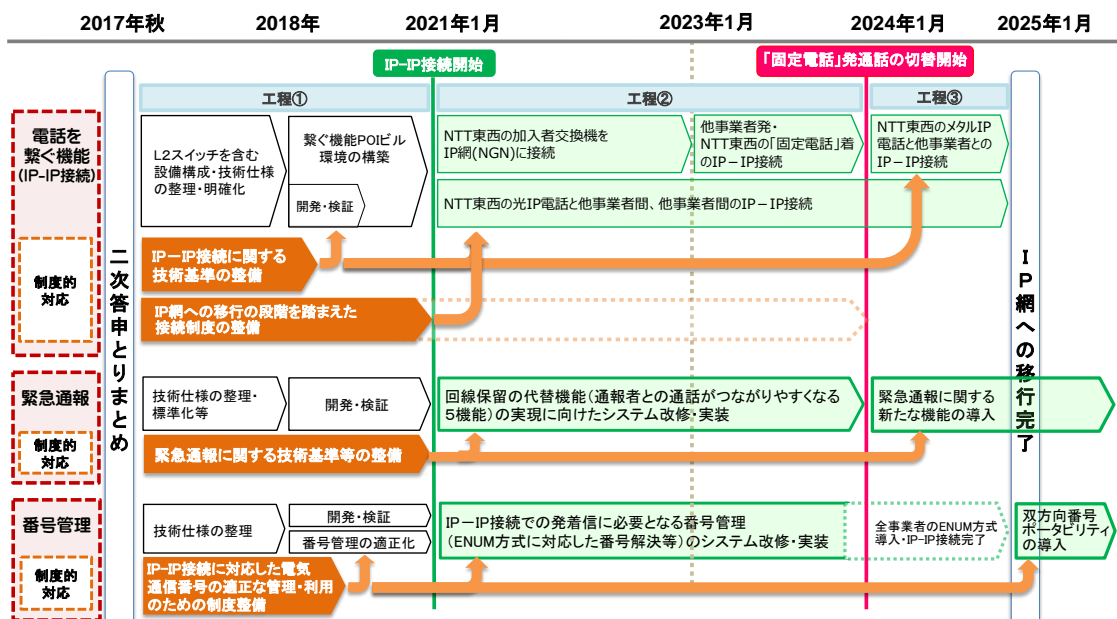 2017年秋
2018年
2021年1月
2023年1月
2024年1月
2025年1月
IP-IP接続開始
「固定電話」発通話の切替開始
工程①
工程②
工程③
二次答申とりまとめ
IP網への移行完了
電話を
繋ぐ機能
(IP-IP接続)
L2スイッチを含む
設備構成・技術仕様
の整理・明確化
繋ぐ機能POIビル
環境の構築
開発・検証
NTT東西の加入者交換機を
IP網(NGN)に接続
他事業者発・
NTT東西の「固定電話」着
のIP－IP接続
NTT東西のメタルIP
電話と他事業者との
IP－IP接続
NTT東西の光IP電話と他事業者間、他事業者間のIP－IP接続
制度的
対応
IP－IP接続に関する
技術基準の整備
IP網への移行の段階を踏まえた
接続制度の整備
緊急通報
技術仕様の整理・
標準化等
開発・検証
回線保留の代替機能(通報者との通話がつながりやすくなる
５機能)の実現に向けたシステム改修・実装
緊急通報に関する
新たな機能の導入
制度的
対応
緊急通報に関する技術基準等の整備
番号管理
技術仕様の整理
開発・検証
番号管理の適正化
IP－IP接続での発着信に必要となる番号管理
(ENUM方式に対応した番号解決等)のシステム改修・実装
全事業者のENUM方式
導入・IP-IP接続完了
双方向番号
ポータビリティ
の導入
制度的
対応
IP-IP接続に対応した電気
通信番号の適正な管理・利用
のための制度整備